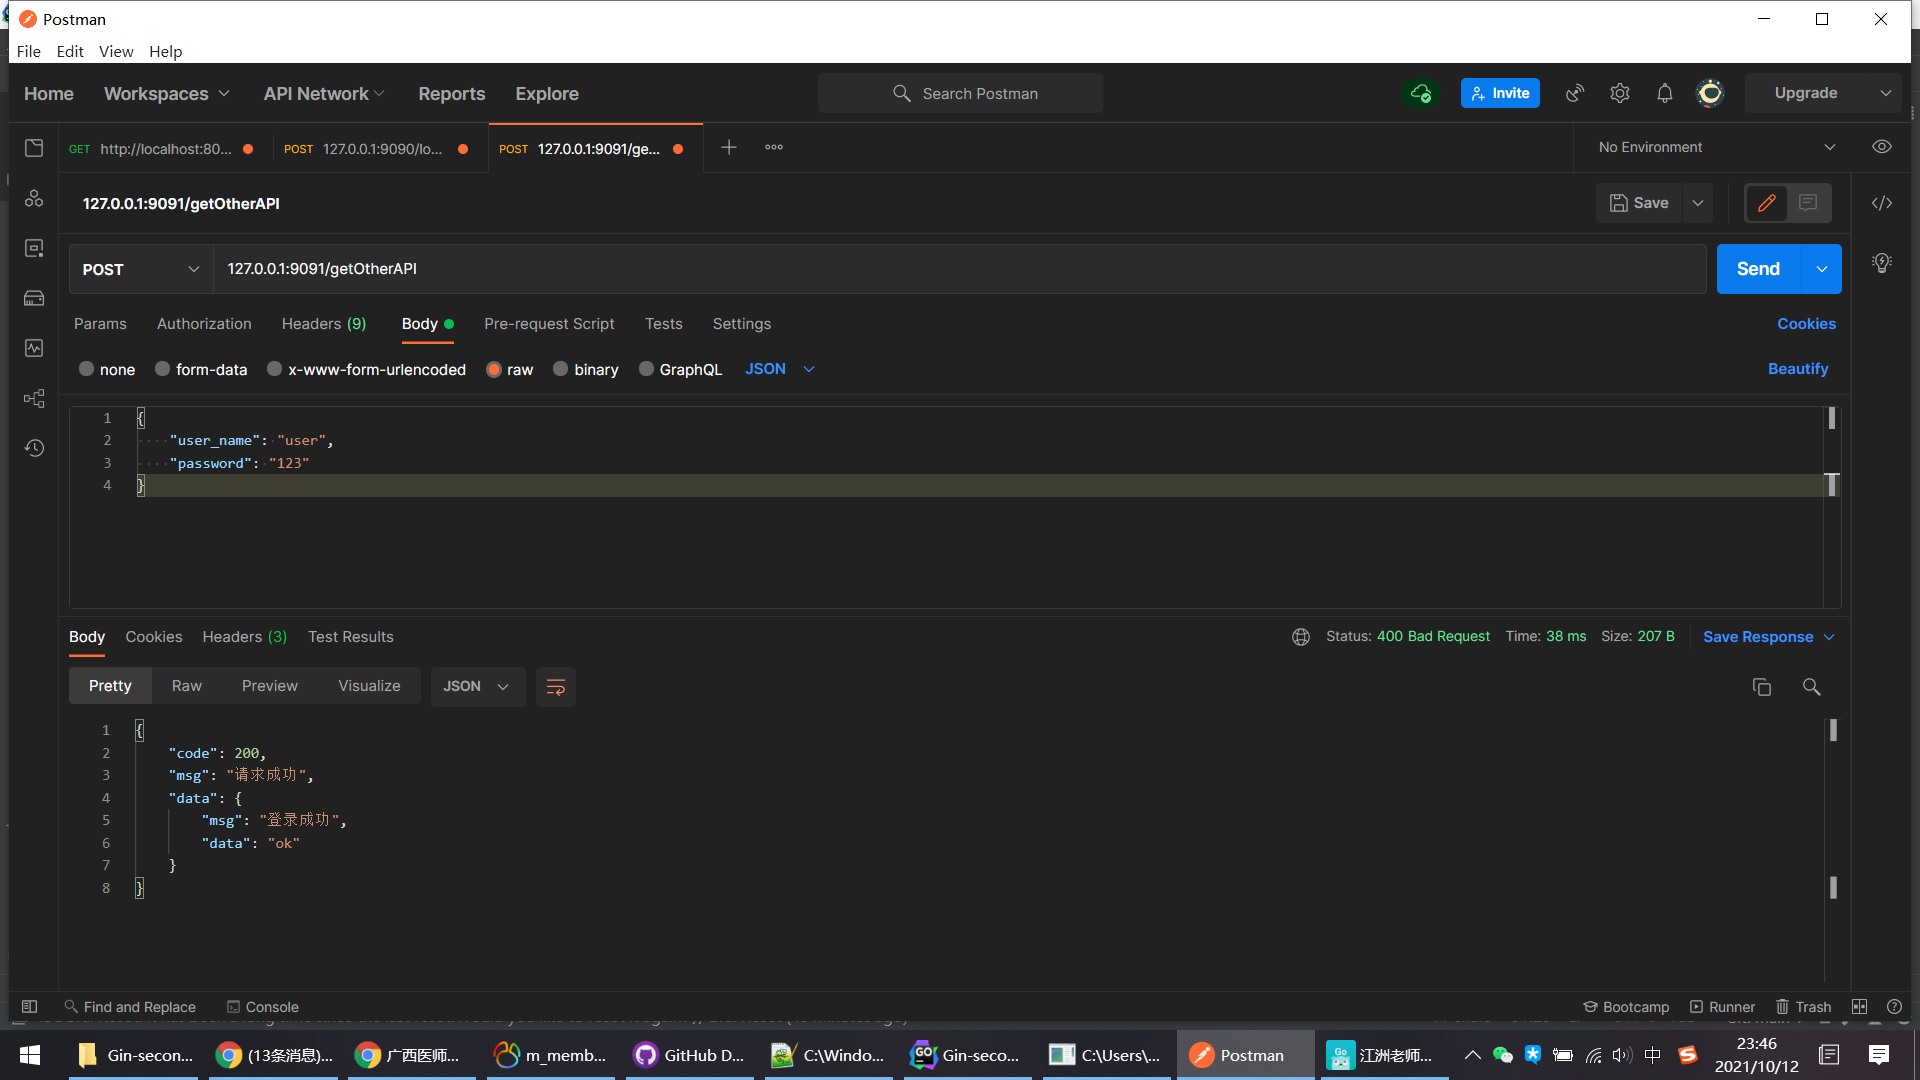 Postman
File Edit View Help
Home Workspaces API Network Reports Explore Search Postman Invite Upgrade
GET http://localhost:80... POST 127.0.0.1:9090/lo... POST 127.0.0.1:9091/ge... No Environment
127.0.0.1:9091/getOtherAPI Save
POST 127.0.0.1:9091/getOtherAPI Send
Params Authorization Headers (9) Body Pre-request Script Tests Settings Cookies
none form-data x-www-form-urlencoded raw binary GraphQL JSON Beautify
1 {
2 "user_name": "user",
3 "password": "123"
4 }
Body Cookies Headers (3) Test Results Status: 400 Bad Request Time: 38 ms Size: 207 B Save Response
Pretty Raw Preview Visualize JSON
1 {
2 "code": 200,
3 "msg": "请求成功",
4 "data": {
5 "msg": "登录成功",
6 "data": "ok"
7 }
8 }
Find and Replace Console Bootcamp Runner Trash
Gin-secon... (13条消息)... 广西医师... m_memb... GitHub D... C:\Windo... GO Gin-seco... C:\Users\... Postman Go 江洲老师... 中 23:46
2021/10/12